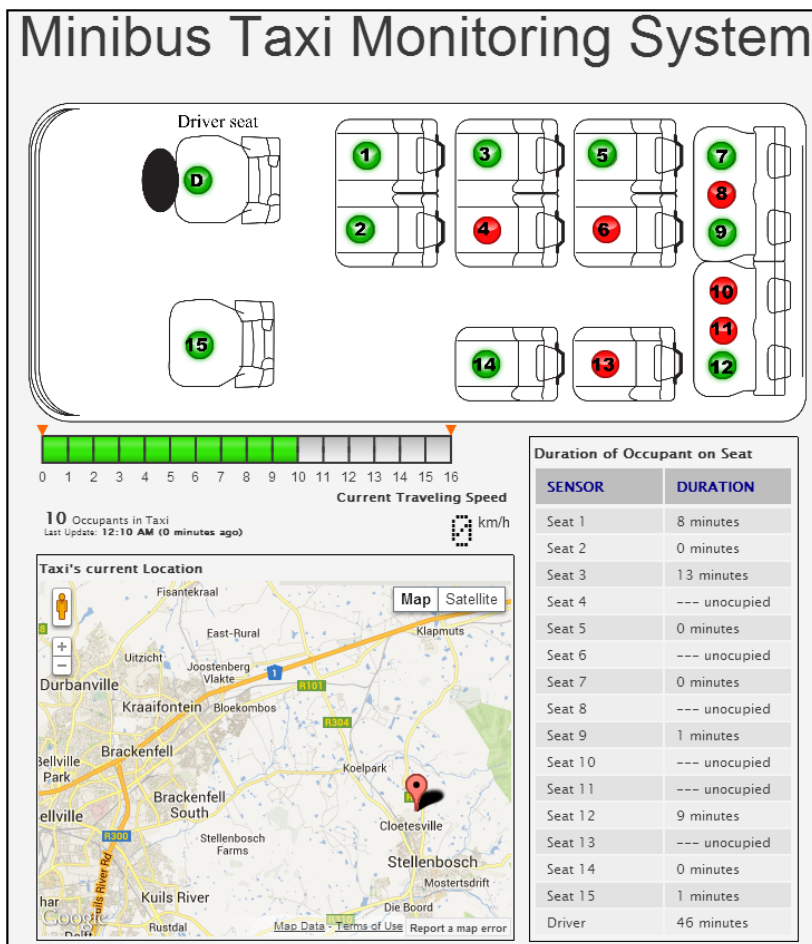 Minibus Taxi Monitoring System
Driver seat
D
1
3
5
7
8
2
4
6
9
10
15
14
13
11
12
0 1 2 3 4 5 6 7 8 9 10 11 12 13 14 15 16
Current Traveling Speed
10 Occupants in Taxi
Last Update: 12:10 AM (0 minutes ago)
0 km/h
Taxi's current Location
Map Satellite
+
−
Fisantekraal
East-Rural
Klapmuts
Uitzicht
Joostenberg
Vlakte
1
R101
Durbanville
Kraaifontein
Bloekombos
R304
Brackenfell
Bellville
Park
Koelpark
Brackenfell
South
ellville
Cloetesville
R300
Stellenbosch
Farms
Stellenbosch
Mostertsdrift
Kuils River Rd
Kuils River
Die Boord
har
Google
Rustdal
Delft
Map Data - Terms of Use Report a map error
Duration of Occupant on Seat
SENSOR DURATION
Seat 1 8 minutes
Seat 2 0 minutes
Seat 3 13 minutes
Seat 4 --- unocupied
Seat 5 0 minutes
Seat 6 --- unocupied
Seat 7 0 minutes
Seat 8 --- unocupied
Seat 9 1 minutes
Seat 10 --- unocupied
Seat 11 --- unocupied
Seat 12 9 minutes
Seat 13 --- unocupied
Seat 14 0 minutes
Seat 15 1 minutes
Driver 46 minutes